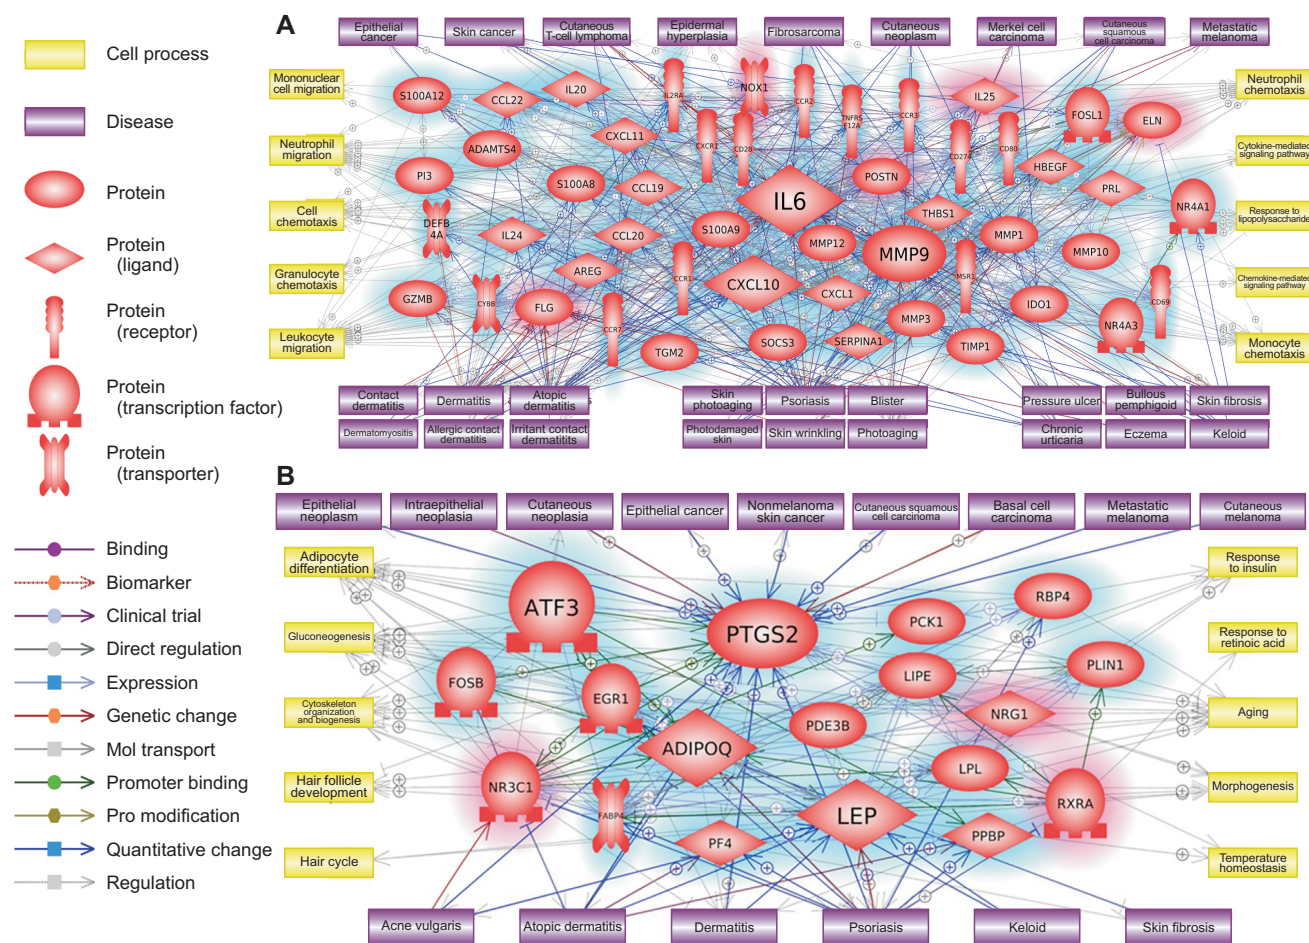 Cell process
Disease
Protein
Protein
(ligand)
Protein
(receptor)
Protein
(transcription factor)
Protein
(transporter)
Binding
Biomarker
Clinical trial
Direct regulation
Expression
Genetic change
Mol transport
Promoter binding
Pro modification
Quantitative change
Regulation
A
Epithelial
cancer
Skin cancer
Cutaneous
T-cell lymphoma
Epidermal
hyperplasia
Fibrosarcoma
Cutaneous
neoplasm
Merkel cell
carcinoma
Cutaneous
squamous
cell carcinoma
Metastatic
melanoma
Mononuclear
cell migration
Neutrophil
migration
Cell
chemotaxis
Granulocyte
chemotaxis
Leukocyte
migration
Neutrophil
chemotaxis
Cytokine-mediated
signaling pathway
Response to
lipopolysaccharide
Chemokine-mediated
signaling pathway
Monocyte
chemotaxis
S100A12
CCL22
IL20
IL2RA
NOX1
CCR2
TNFRS
F12A
CCR3
IL25
FOSL1
ELN
ADAMTS4
CXCL11
CXCR1
CD28
CD274
CD80
HBEGF
PI3
S100A8
CCL19
IL6
POSTN
PRL
NR4A1
DEFB
4A
IL24
CCL20
S100A9
MMP12
THBS1
MMP9
MMP1
MMP10
AREG
CCR1
CXCL10
CXCL1
MSR1
GZMB
CYBB
FLG
CCR7
MMP3
IDO1
CD69
NR4A3
TGM2
SOCS3
SERPINA1
TIMP1
Contact
dermatitis
Dermatitis
Atopic
dermatitis
Skin
photoaging
Psoriasis
Blister
Pressure ulcer
Bullous
pemphigoid
Skin fibrosis
Dermatomyositis
Allergic contact
dermatitis
Irritant contact
dermatitits
Photodamaged
skin
Skin wrinkling
Photoaging
Chronic
urticaria
Eczema
Keloid
B
Epithelial
neoplasm
Intraepithelial
neoplasia
Cutaneous
neoplasia
Epithelial cancer
Nonmelanoma
skin cancer
Cutaneous squamous
cell carcinoma
Basal cell
carcinoma
Metastatic
melanoma
Cutaneous
melanoma
Adipocyte
differentiation
Gluconeogenesis
Cytoskeleton
organization
and biogenesis
Hair follicle
development
Hair cycle
Response
to insulin
Response to
retinoic acid
Aging
Morphogenesis
Temperature
homeostasis
ATF3
PTGS2
PCK1
RBP4
FOSB
EGR1
LIPE
PLIN1
ADIPOQ
PDE3B
NRG1
NR3C1
FABP4
LPL
RXRA
LEP
PF4
PPBP
Acne vulgaris
Atopic dermatitis
Dermatitis
Psoriasis
Keloid
Skin fibrosis